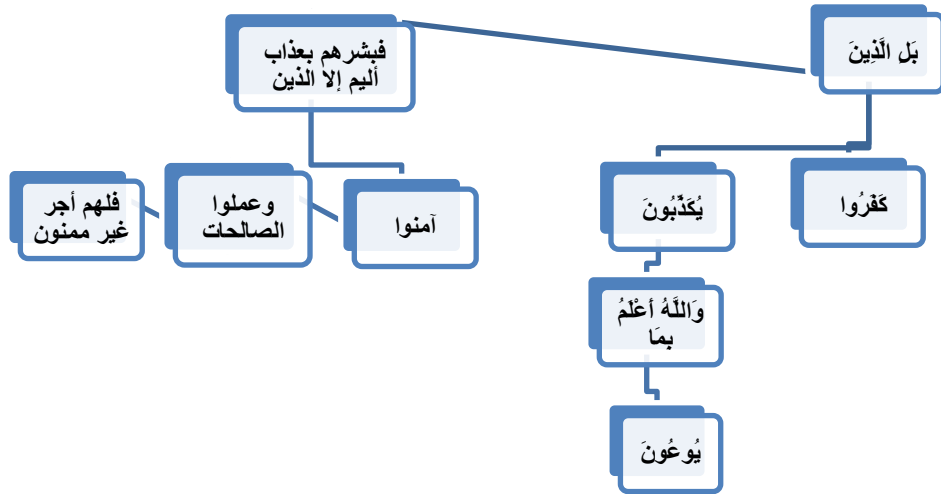 بَلِ الَّذِينَ
كَفَرُوا
يُكَذِّبُونَ
وَاللَّهُ أَعْلَمُ
بِمَا
يُوعُونَ
فبشرهم بعذاب
أليم إلا الذين
آمنوا
وعملوا
الصالحات
فلهم أجر
غير ممنون